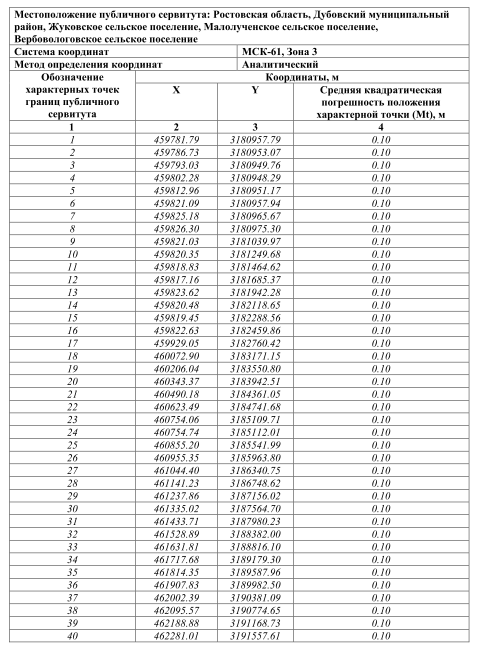 Местоположение публичного сервитута: Ростовская область, Дубовский муниципальный
район, Жуковское сельское поселение, Малолученское сельское поселение,
Вербовологовское сельское поселение
Система координат МСК-61, Зона 3
Метод определения координат Аналитический
Обозначение характерных точек границ публичного сервитута Координаты, м
X Y Средняя квадратическая погрешность положения характерной точки (Mt), м
1 2 3 4
1 459781.79 3180957.79 0.10
2 459786.73 3180953.07 0.10
3 459793.03 3180949.76 0.10
4 459802.28 3180948.29 0.10
5 459812.96 3180951.17 0.10
6 459821.09 3180957.94 0.10
7 459825.18 3180965.67 0.10
8 459826.30 3180975.30 0.10
9 459821.03 3181039.97 0.10
10 459820.35 3181249.68 0.10
11 459818.83 3181464.62 0.10
12 459817.16 3181685.37 0.10
13 459823.62 3181942.28 0.10
14 459820.48 3182118.65 0.10
15 459819.45 3182288.56 0.10
16 459822.63 3182459.86 0.10
17 459929.05 3182760.42 0.10
18 460072.90 3183171.15 0.10
19 460206.04 3183550.80 0.10
20 460343.37 3183942.51 0.10
21 460490.18 3184361.05 0.10
22 460623.49 3184741.68 0.10
23 460754.06 3185109.71 0.10
24 460754.74 3185112.01 0.10
25 460855.20 3185541.99 0.10
26 460955.35 3185963.80 0.10
27 461044.40 3186340.75 0.10
28 461141.23 3186748.62 0.10
29 461237.86 3187156.02 0.10
30 461335.02 3187564.70 0.10
31 461433.71 3187980.23 0.10
32 461528.89 3188382.00 0.10
33 461631.81 3188816.10 0.10
34 461717.68 3189179.30 0.10
35 461814.35 3189587.96 0.10
36 461907.83 3189982.50 0.10
37 462002.39 3190381.09 0.10
38 462095.57 3190774.65 0.10
39 462188.88 3191168.73 0.10
40 462281.01 3191557.61 0.10